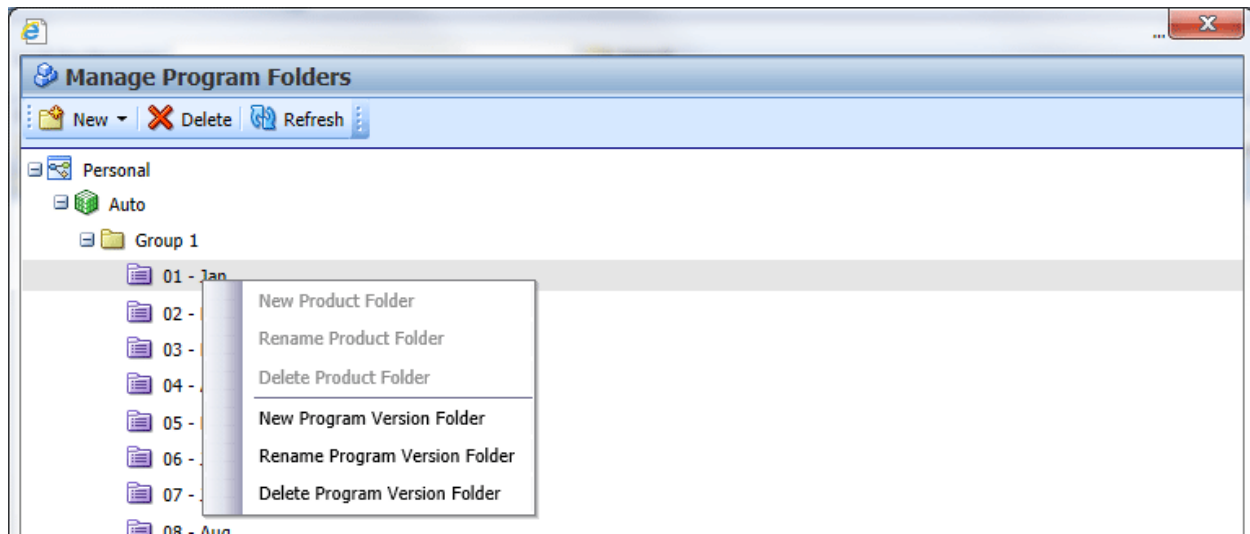 ...
Manage Program Folders
New Delete Refresh
Personal
Auto
Group 1
01 - Jan
02 -
03 -
04 -
05 -
06 -
07 -
08 - Aug
New Product Folder
Rename Product Folder
Delete Product Folder
New Program Version Folder
Rename Program Version Folder
Delete Program Version Folder